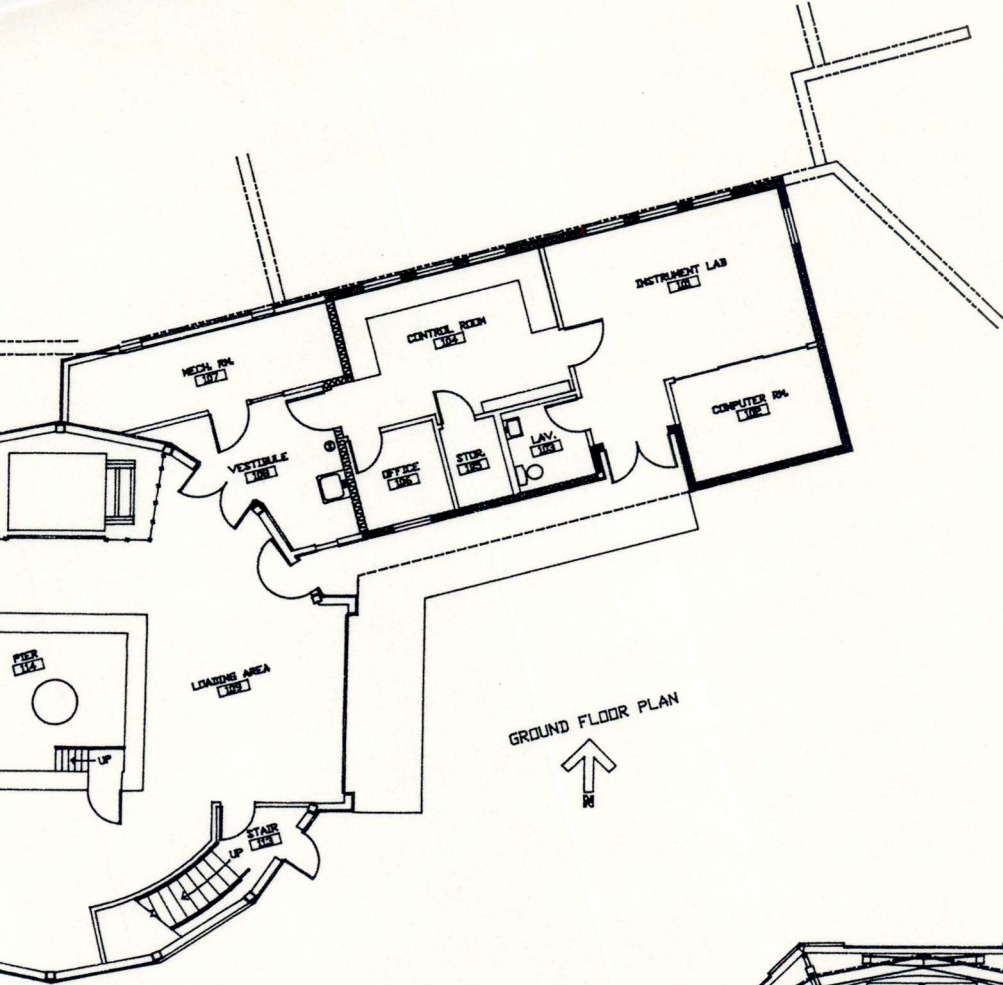 INSTRUMENT LAB
101
CONTROL ROOM
104
MECH. RM.
107
COMPUTER RM.
102
LAV.
103
VESTIBULE
108
STOR.
105
OFFICE
106
PIER
114
LOADING AREA
109
UP
GROUND FLOOR PLAN
N
STAIR
113
UP